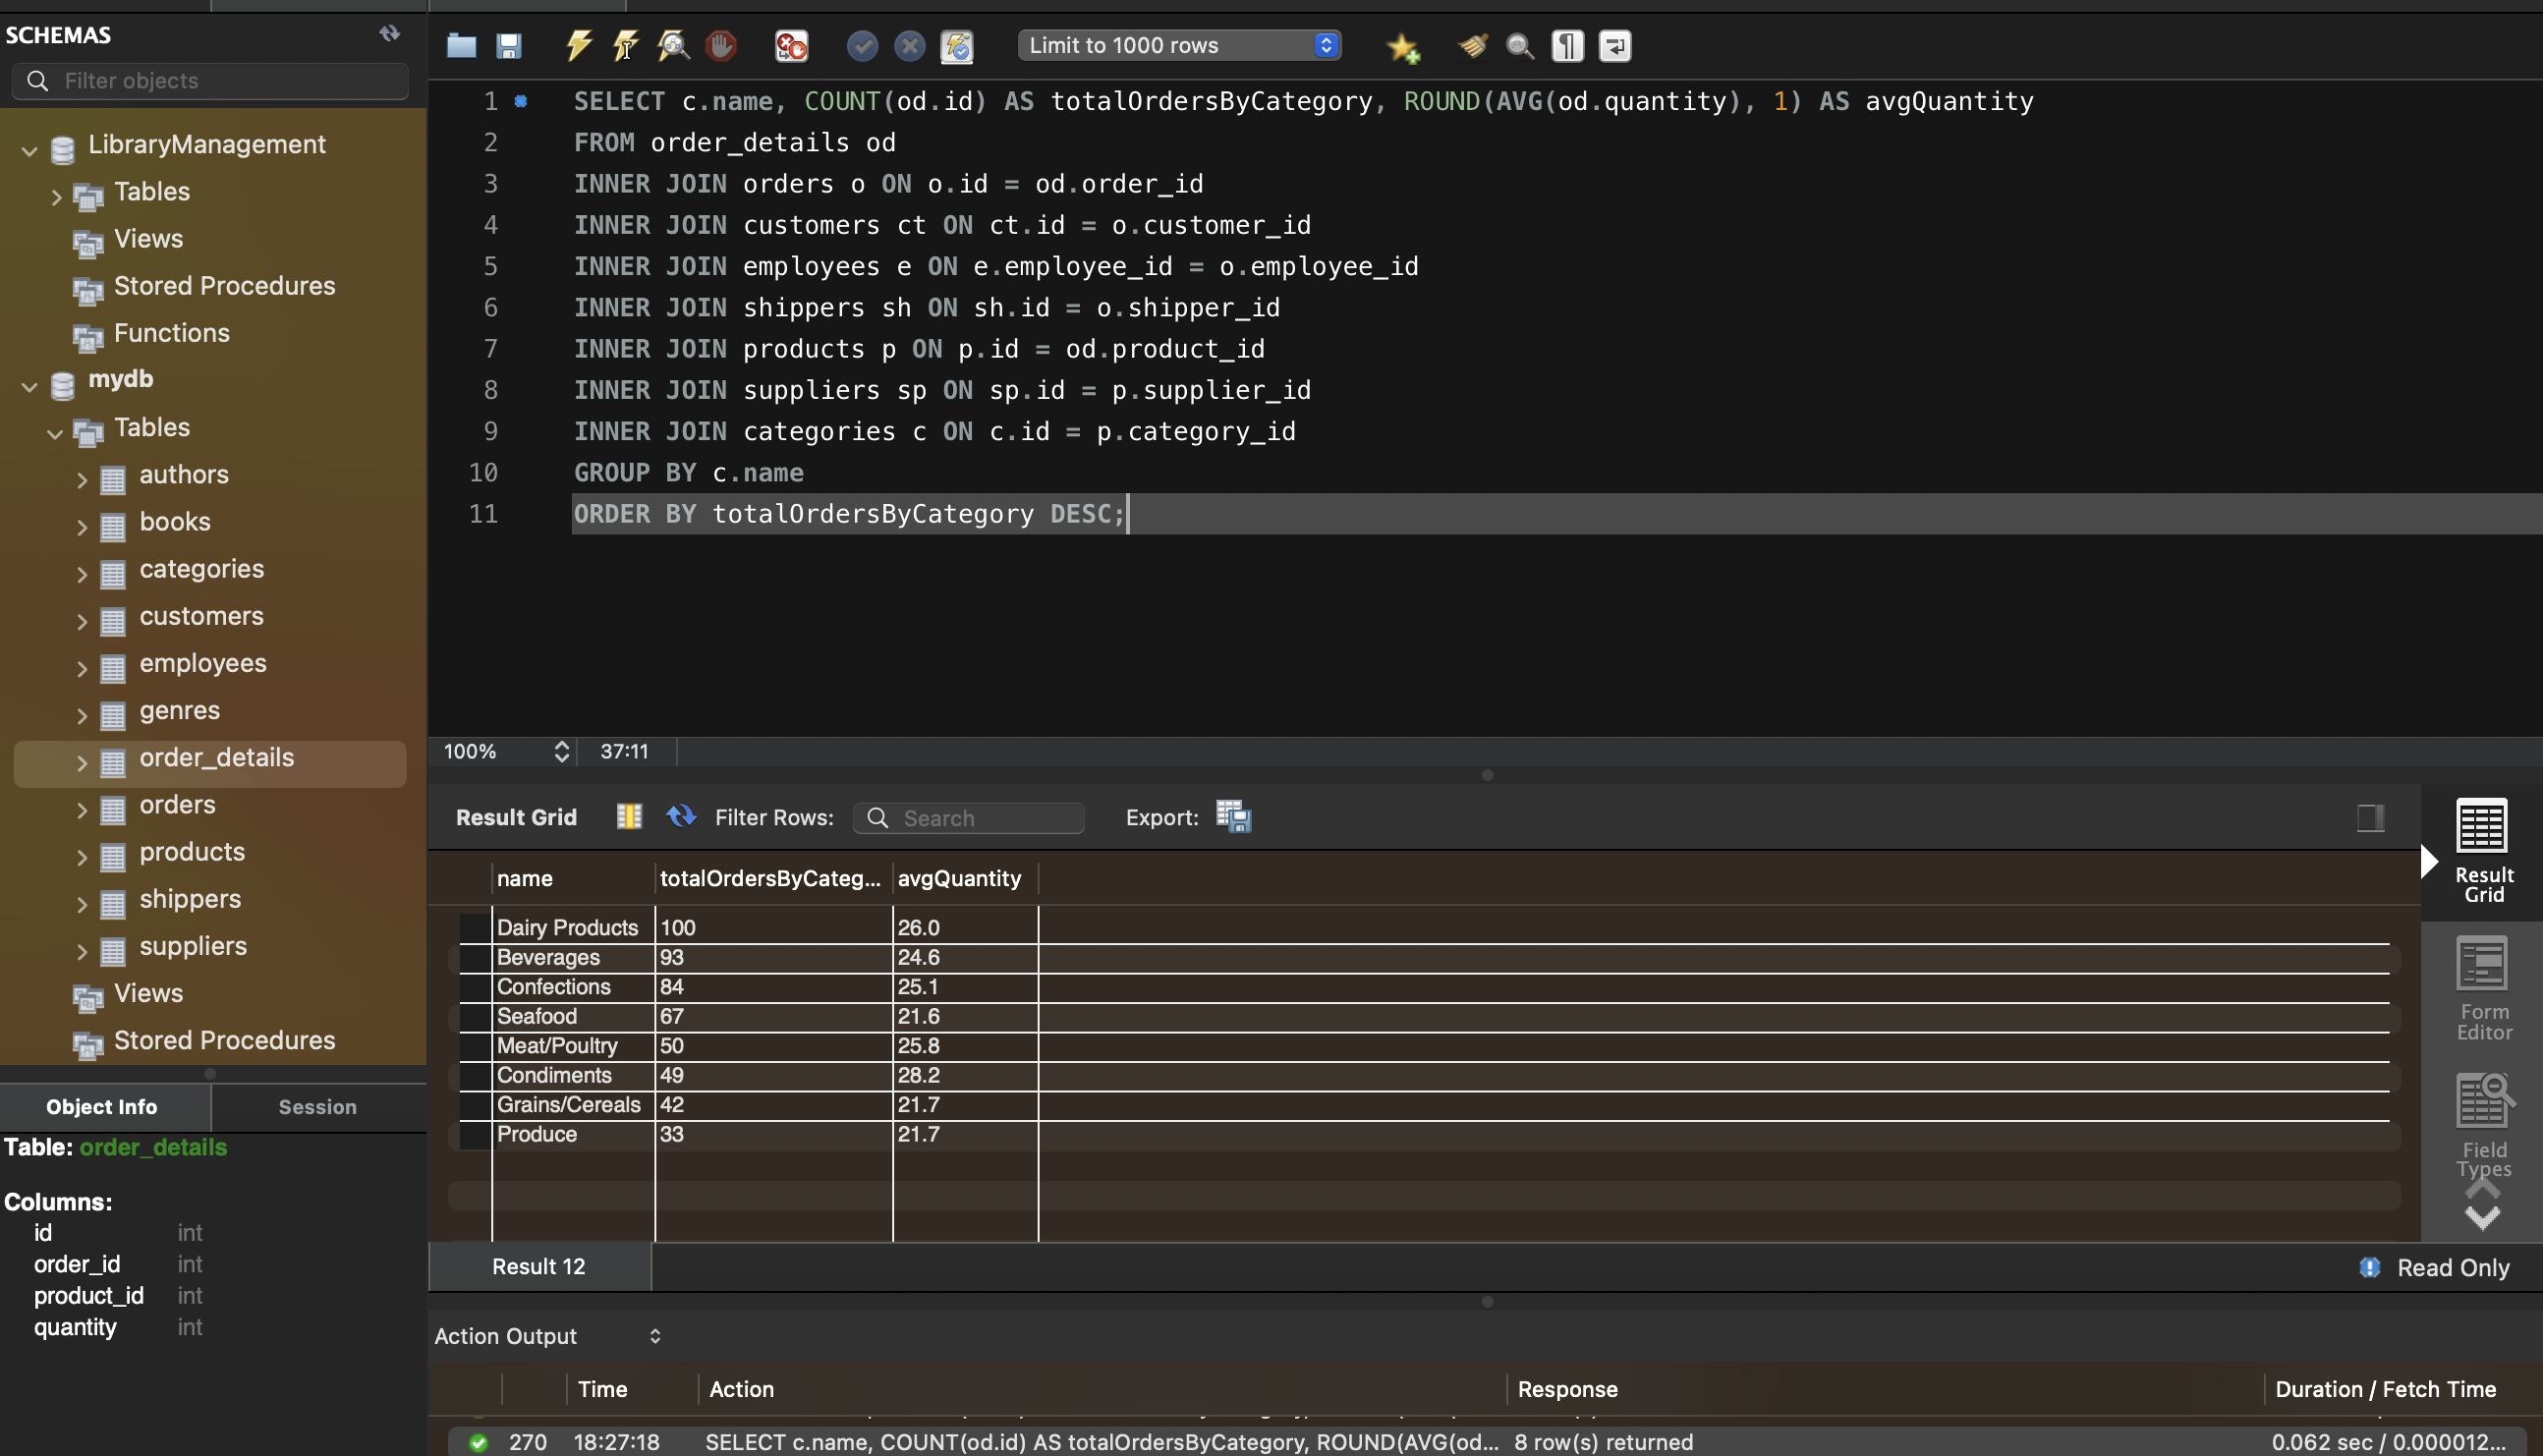 SCHEMAS
Filter objects
LibraryManagement
Tables
Views
Stored Procedures
Functions
mydb
Tables
authors
books
categories
customers
employees
genres
order_details
orders
products
shippers
suppliers
Views
Stored Procedures
Object Info Session
Table: order_details
Columns:
id int
order_id int
product_id int
quantity int
Limit to 1000 rows
1 SELECT c.name, COUNT(od.id) AS totalOrdersByCategory, ROUND(AVG(od.quantity), 1) AS avgQuantity
2 FROM order_details od
3 INNER JOIN orders o ON o.id = od.order_id
4 INNER JOIN customers ct ON ct.id = o.customer_id
5 INNER JOIN employees e ON e.employee_id = o.employee_id
6 INNER JOIN shippers sh ON sh.id = o.shipper_id
7 INNER JOIN products p ON p.id = od.product_id
8 INNER JOIN suppliers sp ON sp.id = p.supplier_id
9 INNER JOIN categories c ON c.id = p.category_id
10 GROUP BY c.name
11 ORDER BY totalOrdersByCategory DESC;
100% 37:11
Result Grid Filter Rows: Search Export:
name totalOrdersByCateg... avgQuantity
Dairy Products 100 26.0
Beverages 93 24.6
Confections 84 25.1
Seafood 67 21.6
Meat/Poultry 50 25.8
Condiments 49 28.2
Grains/Cereals 42 21.7
Produce 33 21.7
Result
Grid
Form
Editor
Field
Types
Result 12 Read Only
Action Output
Time Action Response Duration / Fetch Time
270 18:27:18 SELECT c.name, COUNT(od.id) AS totalOrdersByCategory, ROUND(AVG(od... 8 row(s) returned 0.062 sec / 0.000012...